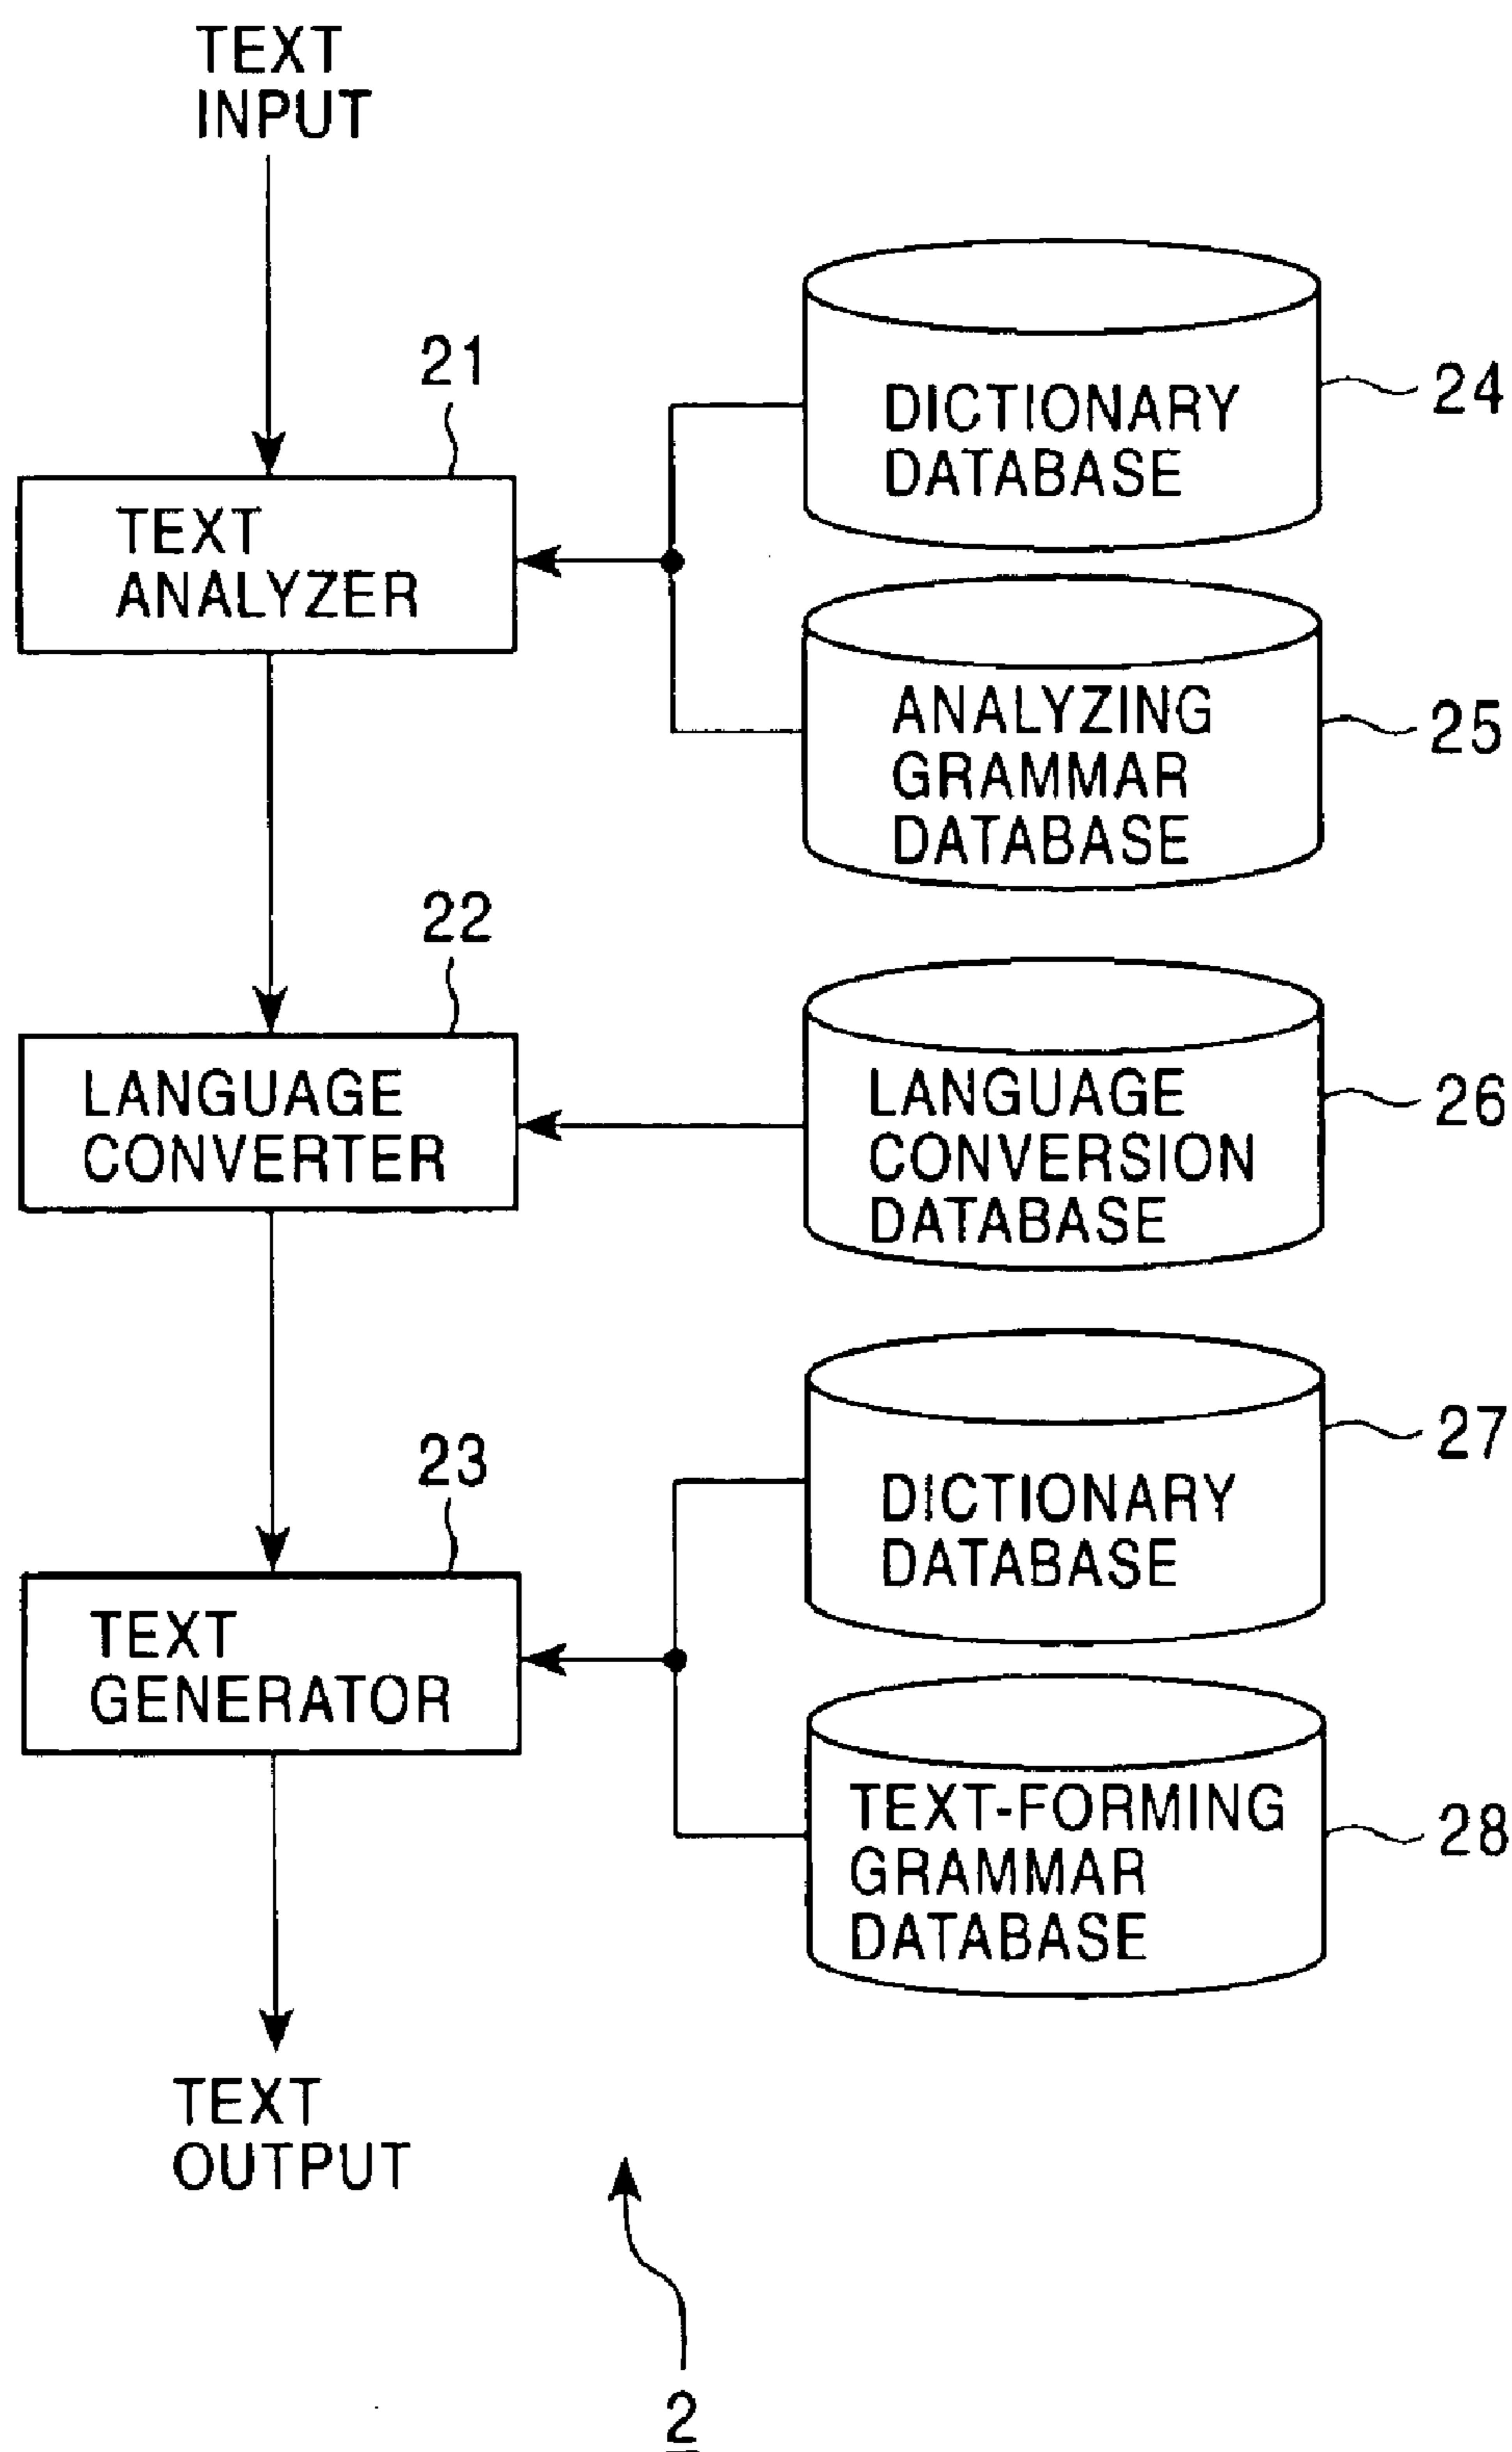 TEXT
INPUT
21
TEXT
ANALYZER
DICTIONARY
DATABASE
24
ANALYZING
GRAMMAR
DATABASE
25
22
LANGUAGE
CONVERTER
LANGUAGE
CONVERSION
DATABASE
26
23
TEXT
GENERATOR
DICTIONARY
DATABASE
27
TEXT-FORMING
GRAMMAR
DATABASE
28
TEXT
OUTPUT
2